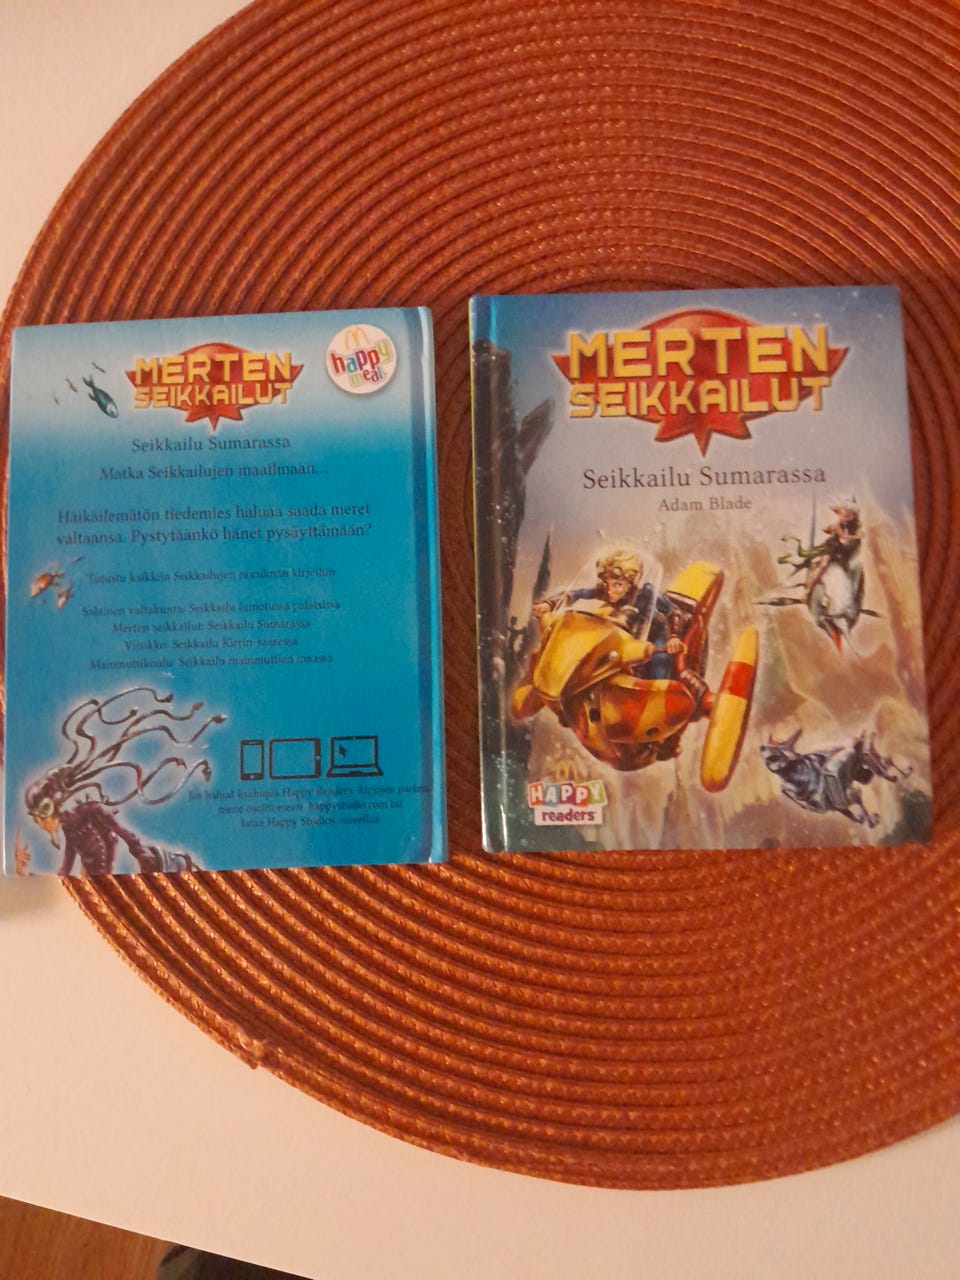 MERTEN
SEIKKAILUT
happy
meal
Seikkailu Sumarassa
Matka Seikkailujen maailmaan...
Häikäilemätön tiedemies haluaa saada meret
valtaansa. Pystytäänkö hänet pysäyttämään?
Tutustu kaikkiin Seikkailujen maailman kirjoihin
Salainen valtakunta: Seikkailu lumotussa palatsissa
Merten seikkailut: Seikkailu Sumarassa
Viisikko: Seikkailu Kirrin-saaressa
Mammuttikoulu: Seikkailu mammuttien maassa
Jos haluat lisähupia Happy Readers -kirjojen parissa,
mene osoitteeseen happystudio.com tai
lataa Happy Studios -sovellus
MERTEN
SEIKKAILUT
Seikkailu Sumarassa
Adam Blade
HAPPY
readers